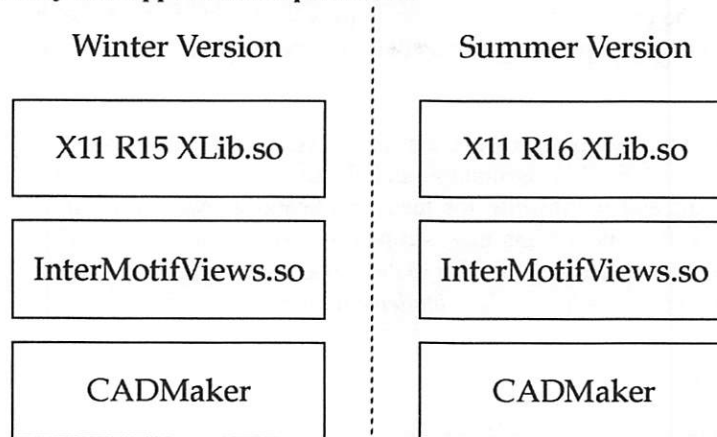 Winter Version
Summer Version
X11 R15 XLib.so
X11 R16 XLib.so
InterMotifViews.so
InterMotifViews.so
CADMaker
CADMaker